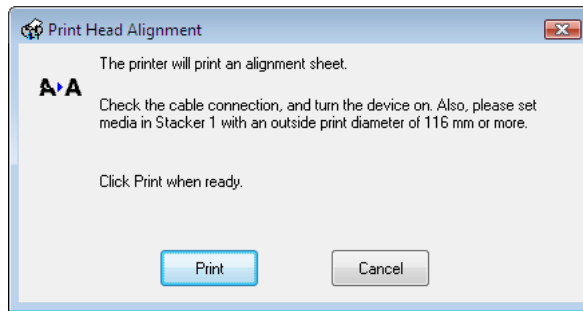 Print Head Alignment
The printer will print an alignment sheet.
A A
Check the cable connection, and turn the device on. Also, please set
media in Stacker 1 with an outside print diameter of 116 mm or more.
Click Print when ready.
Print
Cancel